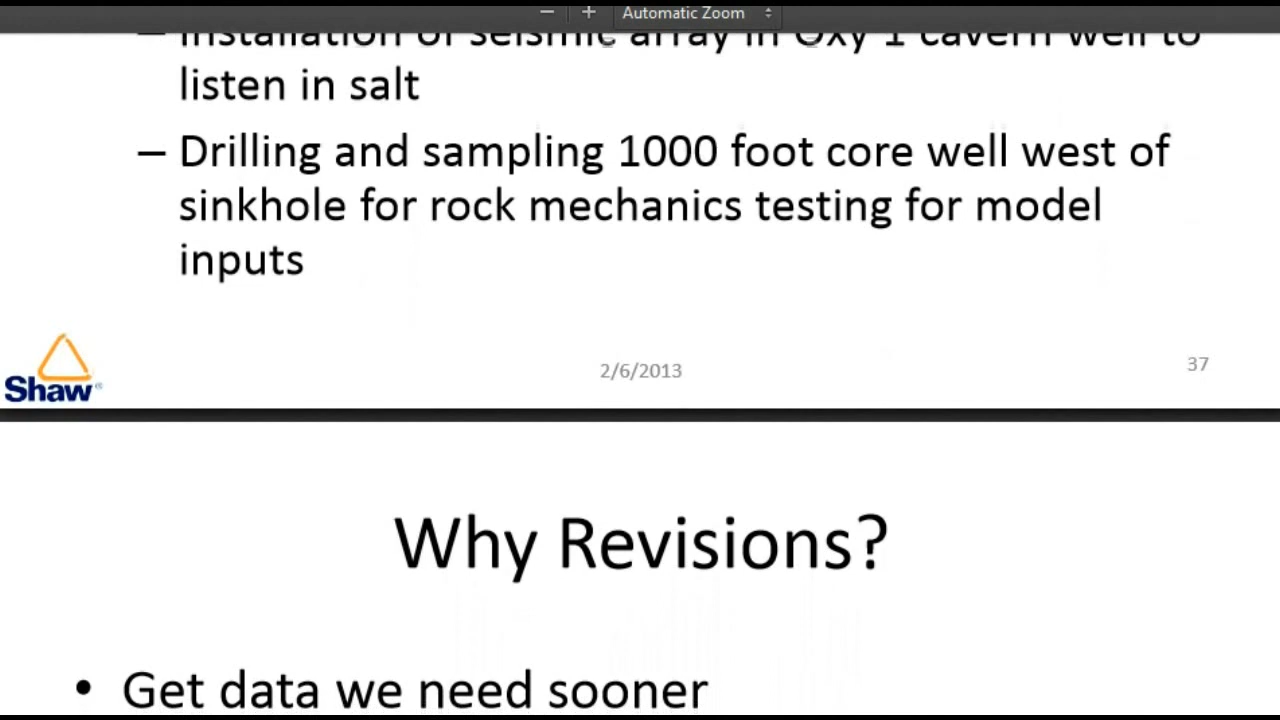 Automatic Zoom
– Installation of seismic array in Oxy 1 cavern well to
listen in salt
– Drilling and sampling 1000 foot core well west of
sinkhole for rock mechanics testing for model
inputs
Shaw®
2/6/2013
37
Why Revisions?
• Get data we need sooner